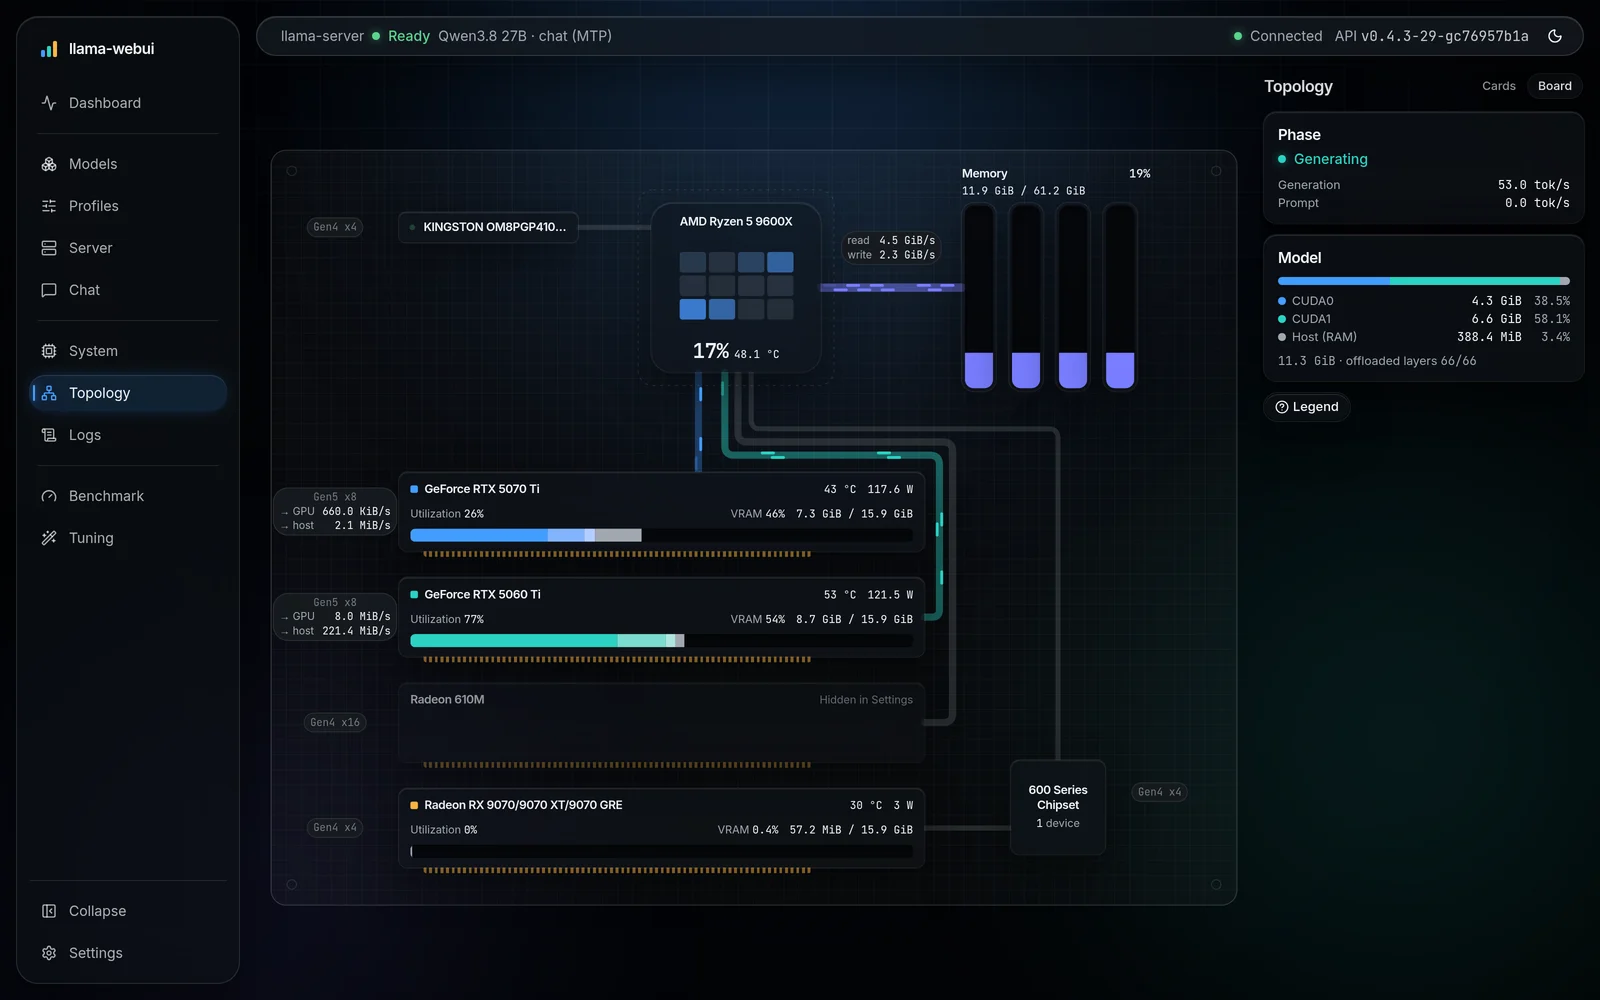 llama-webui
Dashboard
Models
Profiles
Server
Chat
System
Topology
Logs
Benchmark
Tuning
Collapse
Settings
llama-server Ready Qwen3.8 27B · chat (MTP)
Connected API v0.4.3-29-gc76957b1a
Topology
Cards Board
Phase
Generating
Generation 53.0 tok/s
Prompt 0.0 tok/s
Model
CUDA0 4.3 GiB 38.5%
CUDA1 6.6 GiB 58.1%
Host (RAM) 388.4 MiB 3.4%
11.3 GiB · offloaded layers 66/66
Legend
Gen4 x4
KINGSTON OM8PGP410...
AMD Ryzen 5 9600X
17% 48.1 °C
read 4.5 GiB/s
write 2.3 GiB/s
Memory 19%
11.9 GiB / 61.2 GiB
Gen5 x8
→ GPU 660.0 KiB/s
→ host 2.1 MiB/s
GeForce RTX 5070 Ti 43 °C 117.6 W
Utilization 26% VRAM 46% 7.3 GiB / 15.9 GiB
Gen5 x8
→ GPU 8.0 MiB/s
→ host 221.4 MiB/s
GeForce RTX 5060 Ti 53 °C 121.5 W
Utilization 77% VRAM 54% 8.7 GiB / 15.9 GiB
Gen4 x16
Radeon 610M Hidden in Settings
Gen4 x4
Radeon RX 9070/9070 XT/9070 GRE 30 °C 3 W
Utilization 0% VRAM 0.4% 57.2 MiB / 15.9 GiB
600 Series
Chipset
1 device
Gen4 x4